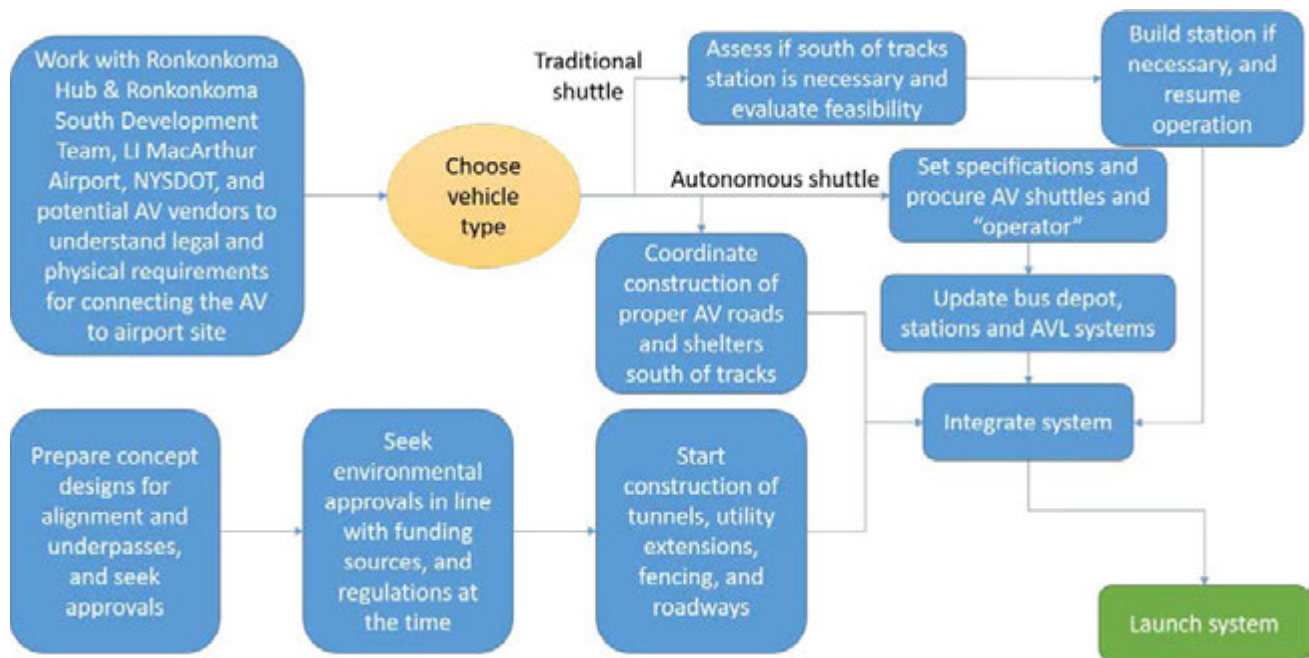 Work with Ronkonkoma
Hub & Ronkonkoma
South Development
Team, LI MacArthur
Airport, NYSDOT, and
potential AV vendors to
understand legal and
physical requirements
for connecting the AV
to airport site
Choose
vehicle
type
Traditional
shuttle
Assess if south of tracks
station is necessary and
evaluate feasibility
Build station if
necessary, and
resume
operation
Autonomous shuttle
Set specifications and
procure AV shuttles and
“operator”
Coordinate
construction of
proper AV roads
and shelters
south of tracks
Update bus depot,
stations and AVL systems
Integrate system
Prepare concept
designs for
alignment and
underpasses,
and seek
approvals
Seek
environmental
approvals in line
with funding
sources, and
regulations at
the time
Start
construction of
tunnels, utility
extensions,
fencing, and
roadways
Launch system